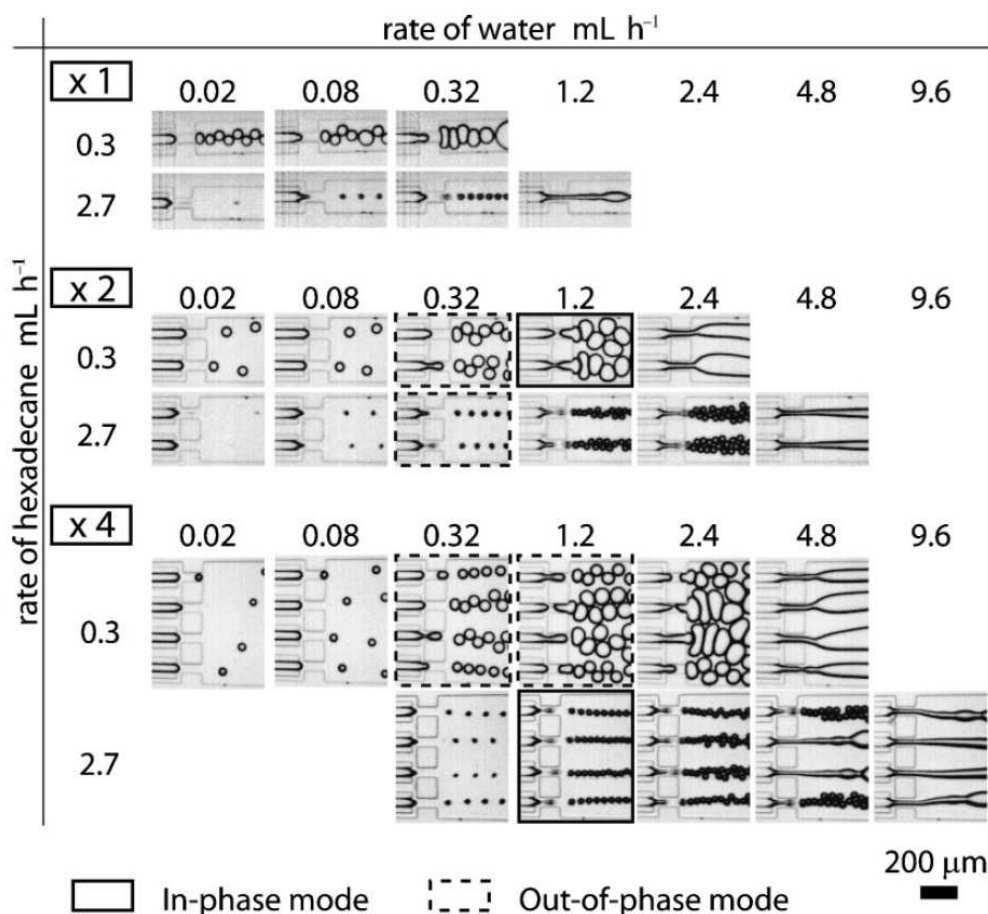 rate of water mL h⁻¹
rate of hexadecane mL h⁻¹
x 1
0.02 0.08 0.32 1.2 2.4 4.8 9.6
0.3
2.7
x 2
0.02 0.08 0.32 1.2 2.4 4.8 9.6
0.3
2.7
x 4
0.02 0.08 0.32 1.2 2.4 4.8 9.6
0.3
2.7
In-phase mode Out-of-phase mode 200 μm